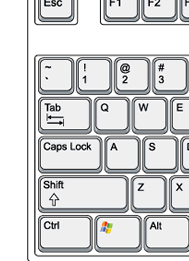 Esc F1 F2
~ ! @ #
` 1 2 3
Tab Q W E
Caps Lock A S
Shift Z X
Ctrl Alt